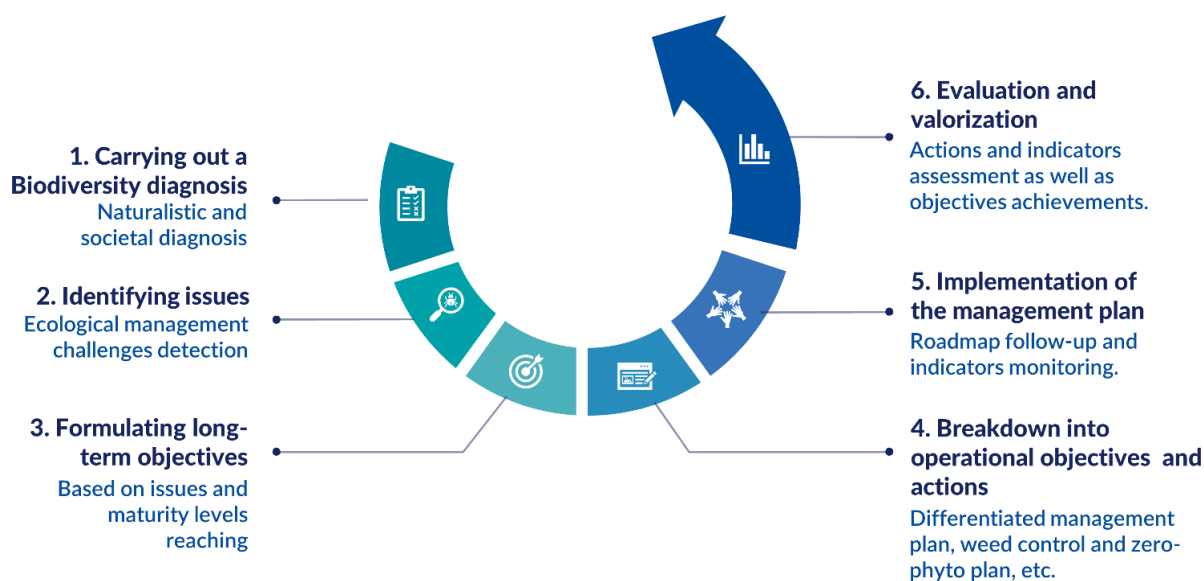 1. Carrying out a
Biodiversity diagnosis
Naturalistic and
societal diagnosis
2. Identifying issues
Ecological management
challenges detection
3. Formulating long-
term objectives
Based on issues and
maturity levels
reaching
4. Breakdown into
operational objectives and
actions
Differentiated management
plan, weed control and zero-
phyto plan, etc.
5. Implementation of
the management plan
Roadmap follow-up and
indicators monitoring.
6. Evaluation and
valorization
Actions and indicators
assessment as well as
objectives achievements.